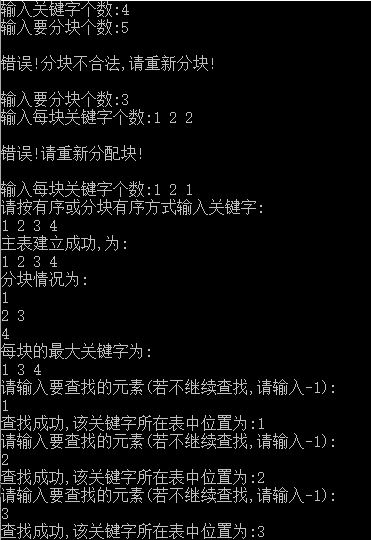 输入关键字个数:4
输入要分块个数:5
错误!分块不合法,请重新分块!
输入要分块个数:3
输入每块关键字个数:1 2 2
错误!请重新分配块!
输入每块关键字个数:1 2 1
请按有序或分块有序方式输入关键字:
1 2 3 4
主表建立成功,为:
1 2 3 4
分块情况为:
1
2 3
4
每块的最大关键字为:
1 3 4
请输入要查找的元素(若不继续查找,请输入-1):
1
查找成功,该关键字所在表中位置为:1
请输入要查找的元素(若不继续查找,请输入-1):
2
查找成功,该关键字所在表中位置为:2
请输入要查找的元素(若不继续查找,请输入-1):
3
查找成功,该关键字所在表中位置为:3